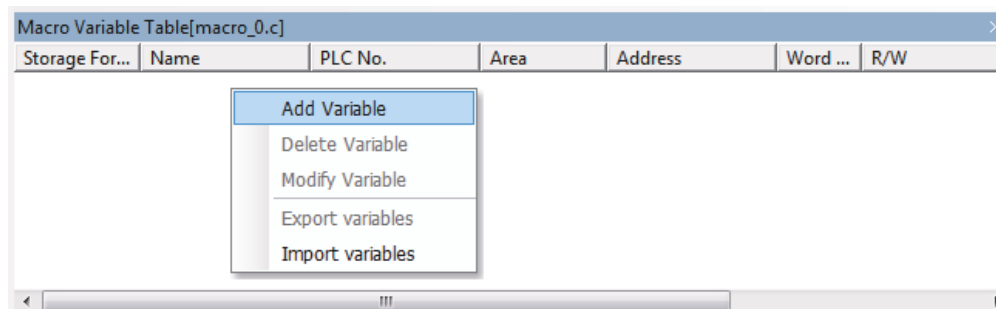 Macro Variable Table[macro_0.c]
Storage For... Name PLC No. Area Address Word ... R/W
Add Variable
Delete Variable
Modify Variable
Export variables
Import variables